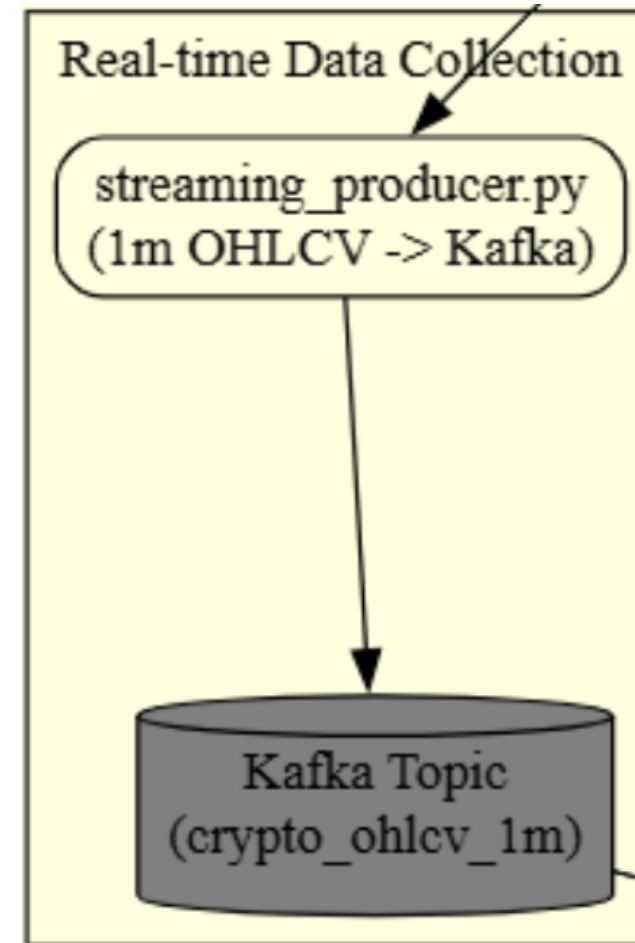 Real-time Data Collection
streaming_producer.py
(1m OHLCV -> Kafka)
Kafka Topic
(crypto_ohlcv_1m)